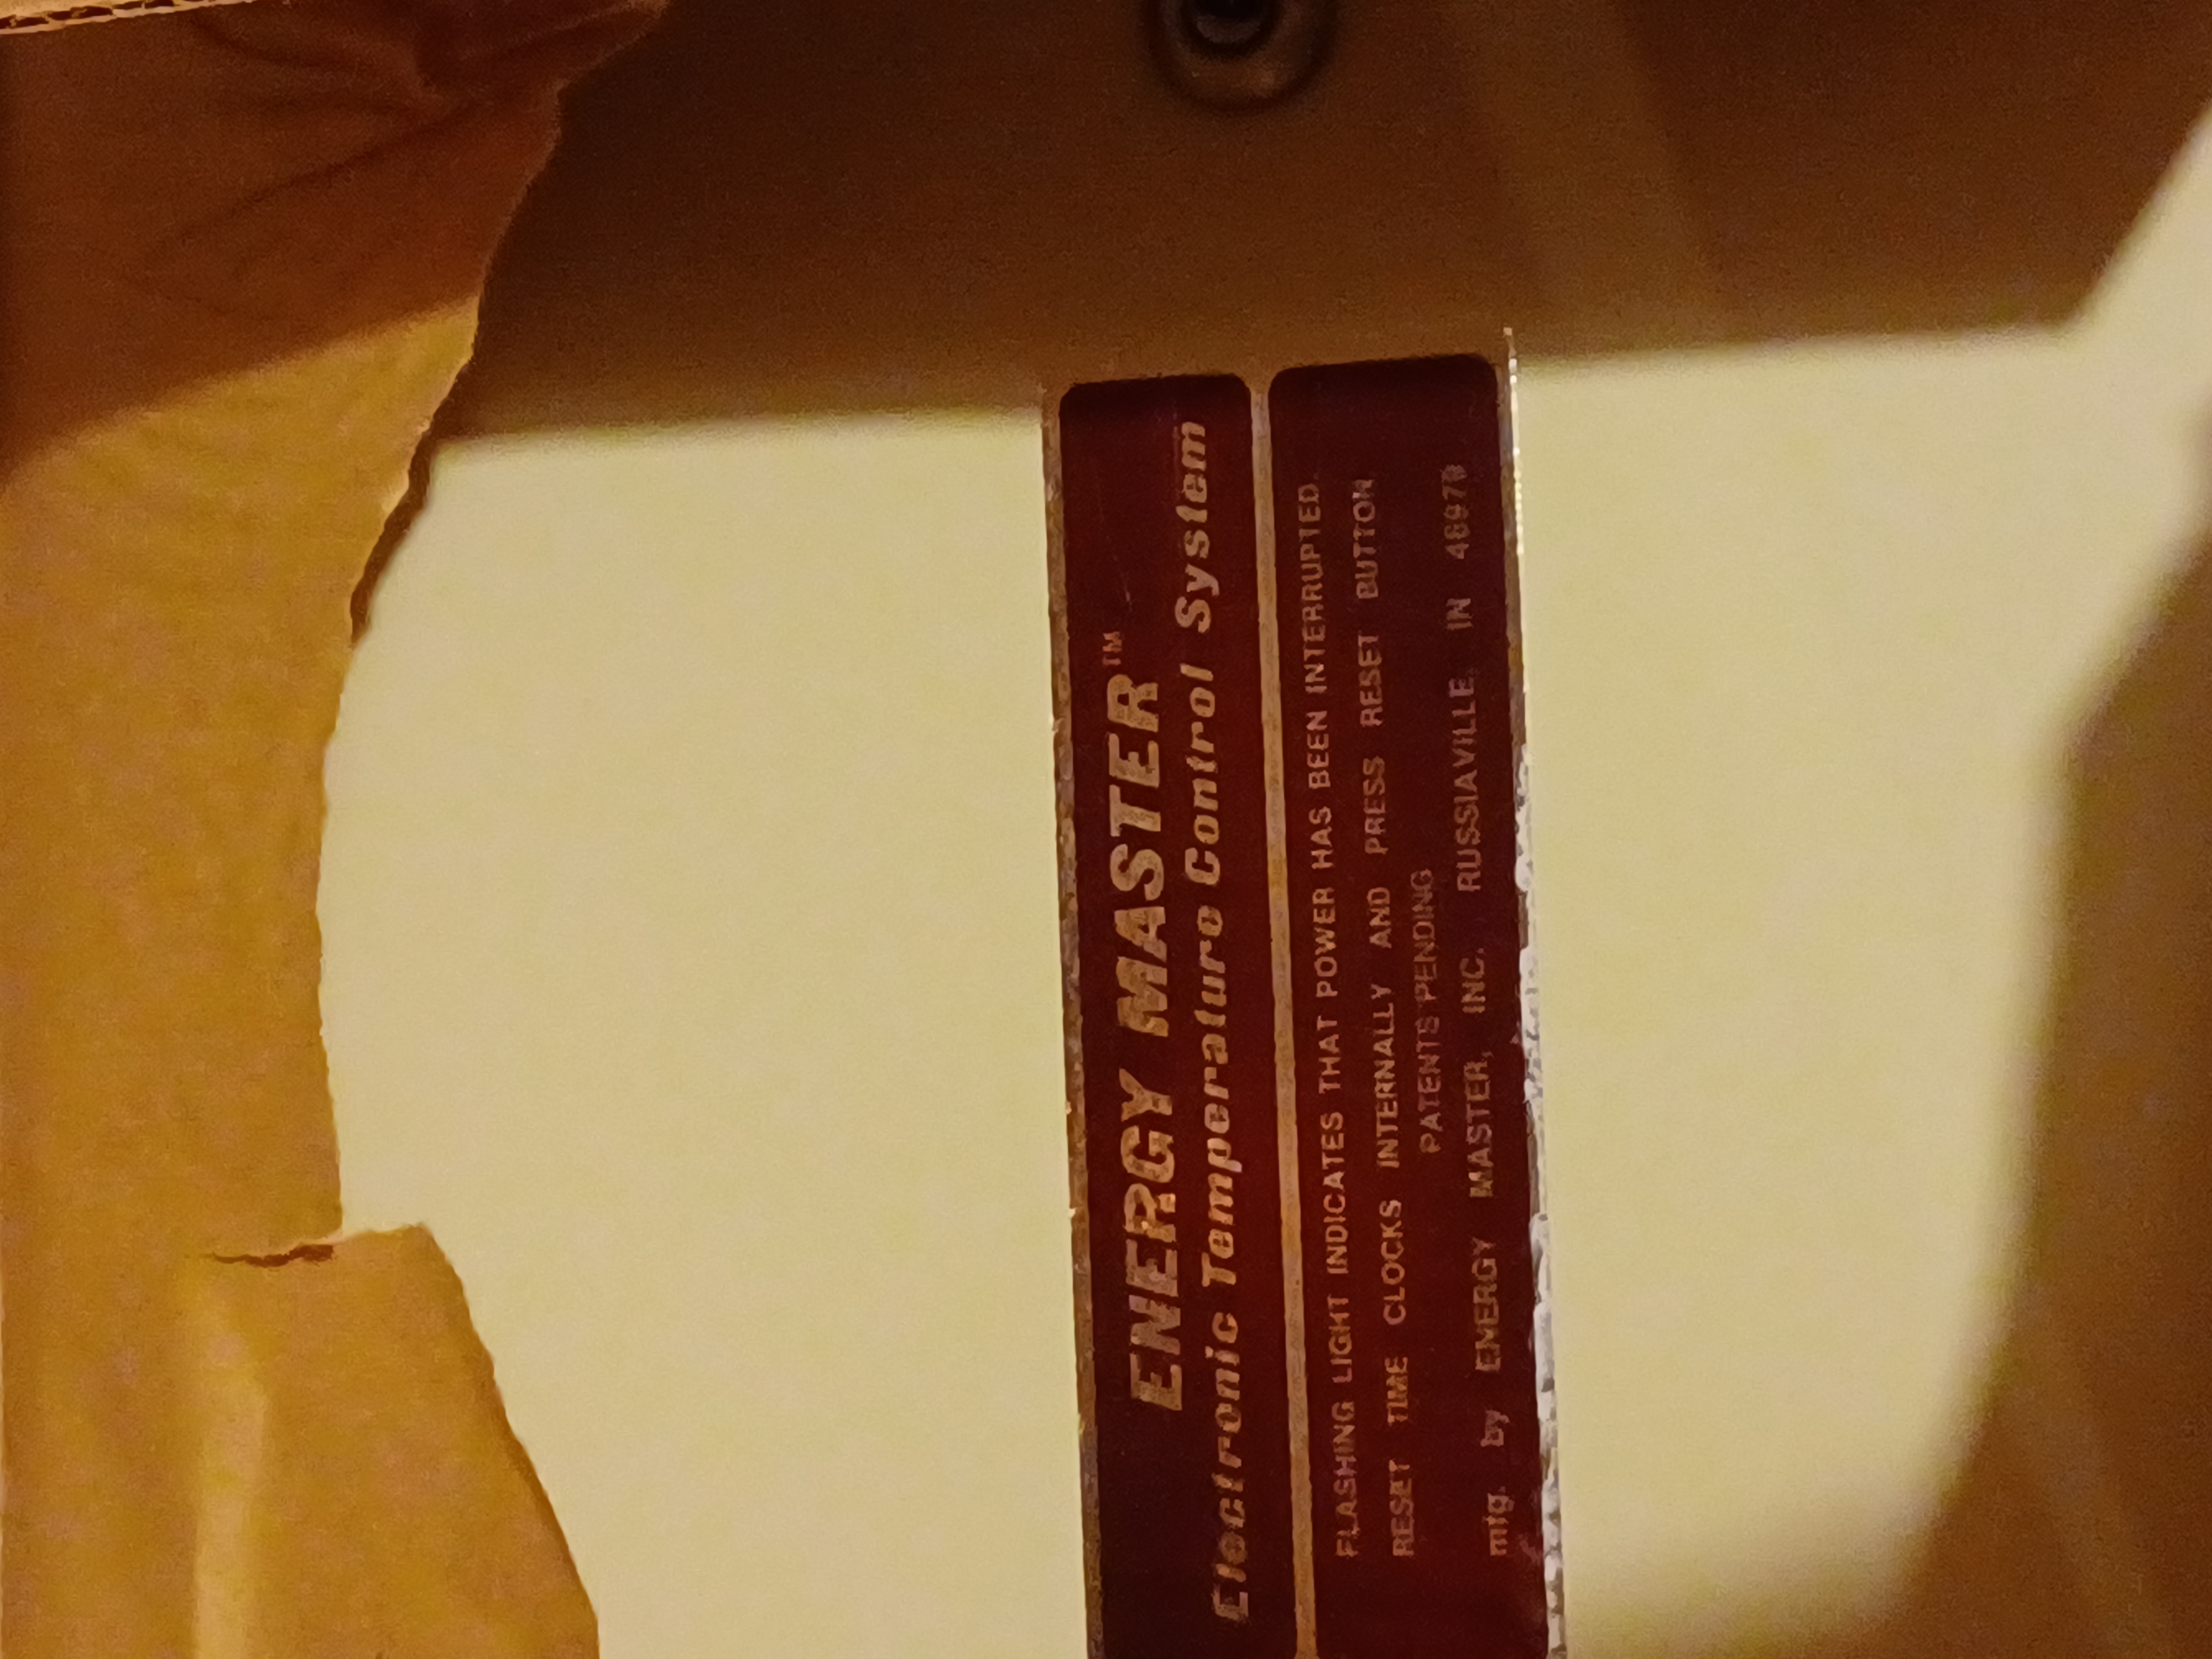 ENERGY MASTER™
Electronic Temperature Control System
FLASHING LIGHT INDICATES THAT POWER HAS BEEN INTERRUPTED.
RESET TIME CLOCKS INTERNALLY AND PRESS RESET BUTTON
PATENTS PENDING
mfg. by ENERGY MASTER, INC. RUSSIAVILLE, IN 46979